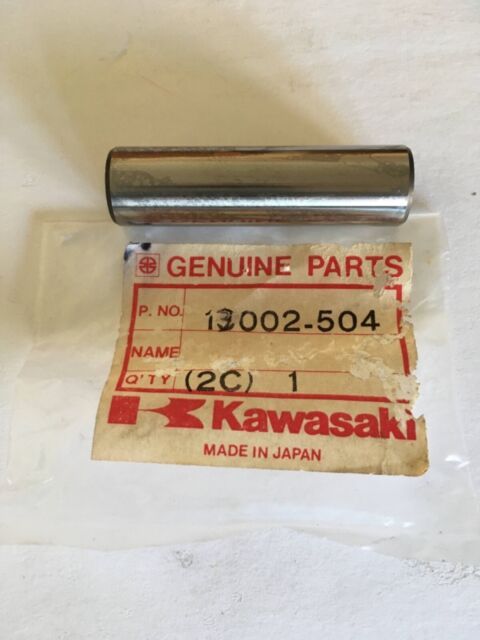 GENUINE PARTS
P. NO. 13002-504
NAME
Q'TY (2C) 1
Kawasaki
MADE IN JAPAN